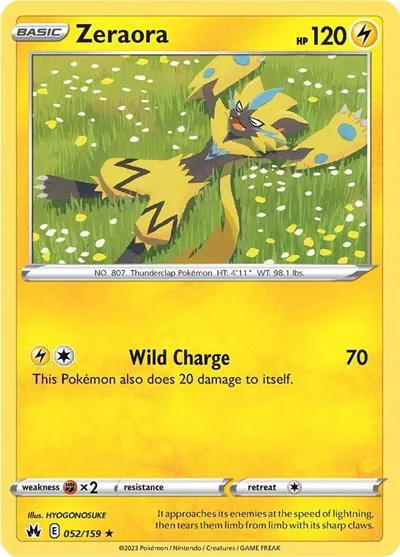 BASIC Zeraora HP 120
NO. 807 Thunderclap Pokémon HT: 4'11" WT: 98.1 lbs.
Wild Charge 70
This Pokémon also does 20 damage to itself.
weakness ×2 resistance retreat
Illus. HYOGONOSUKE
E 052/159 ★
It approaches its enemies at the speed of lightning,
then tears them limb from limb with its sharp claws.
©2023 Pokémon / Nintendo / Creatures / GAME FREAK